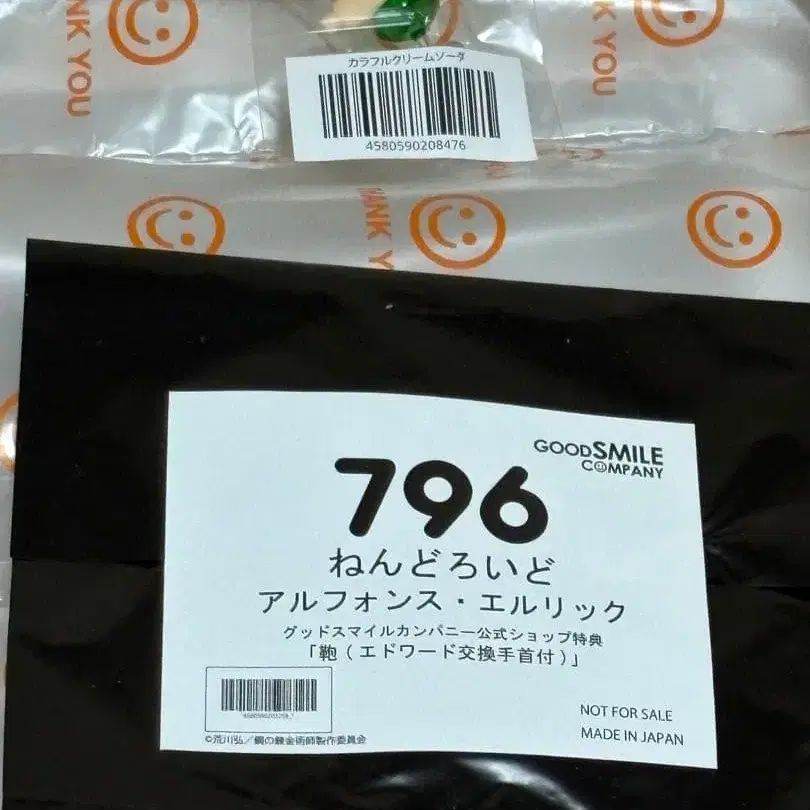 ANK YOU
カラフルクリームソーダ
4580590208476
HANK Y
GOODSMILE
COMPANY
796
ねんどろいど
アルフォンス・エルリック
グッドスマイルカンパニー公式ショップ特典
「鞄(エドワード交換手首付)」
NOT FOR SALE
MADE IN JAPAN
©荒川弘/鋼の錬金術師製作委員会